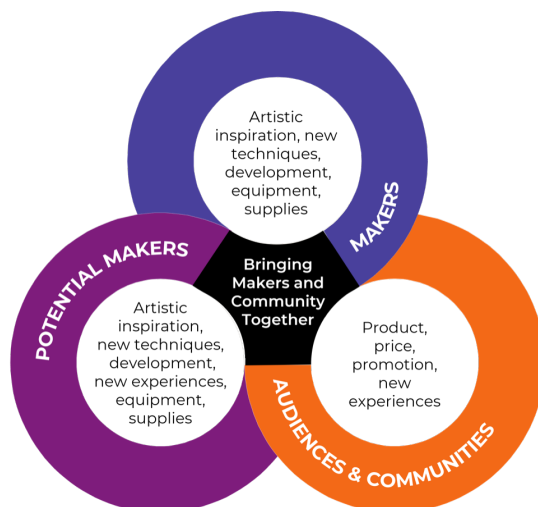 Artistic
inspiration, new
techniques,
development,
equipment,
supplies
MAKERS
POTENTIAL MAKERS
Bringing
Makers and
Community
Together
Artistic
inspiration,
new techniques,
development,
new experiences,
equipment,
supplies
Product,
price,
promotion,
new
experiences
AUDIENCES & COMMUNITIES